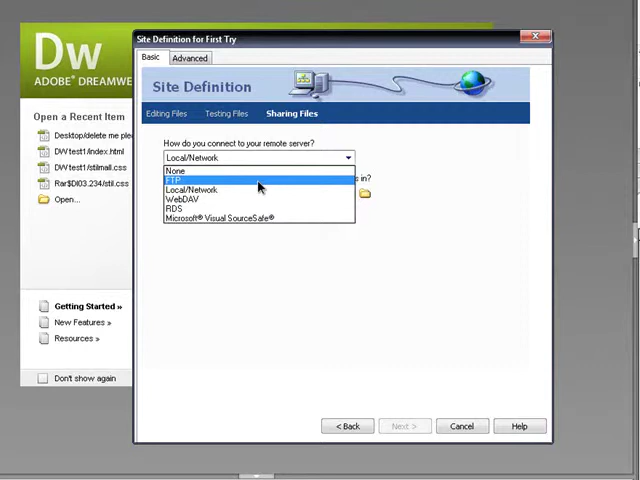 Site Definition for First Try
Basic
Advanced
Dw
ADOBE® DREAMWE
Site Definition
Editing Files
Testing Files
Sharing Files
Open a Recent Item
Desktop/delete me ple
DW test1/index.html
DW test1/stilmall.css
Rar$DI03.234/stil.css
Open...
How do you connect to your remote server?
Local/Network
None
FTP
s in?
Local/Network
WebDAV
RDS
Microsoft® Visual SourceSafe®
Getting Started »
New Features »
Resources »
Don't show again
< Back
Next >
Cancel
Help